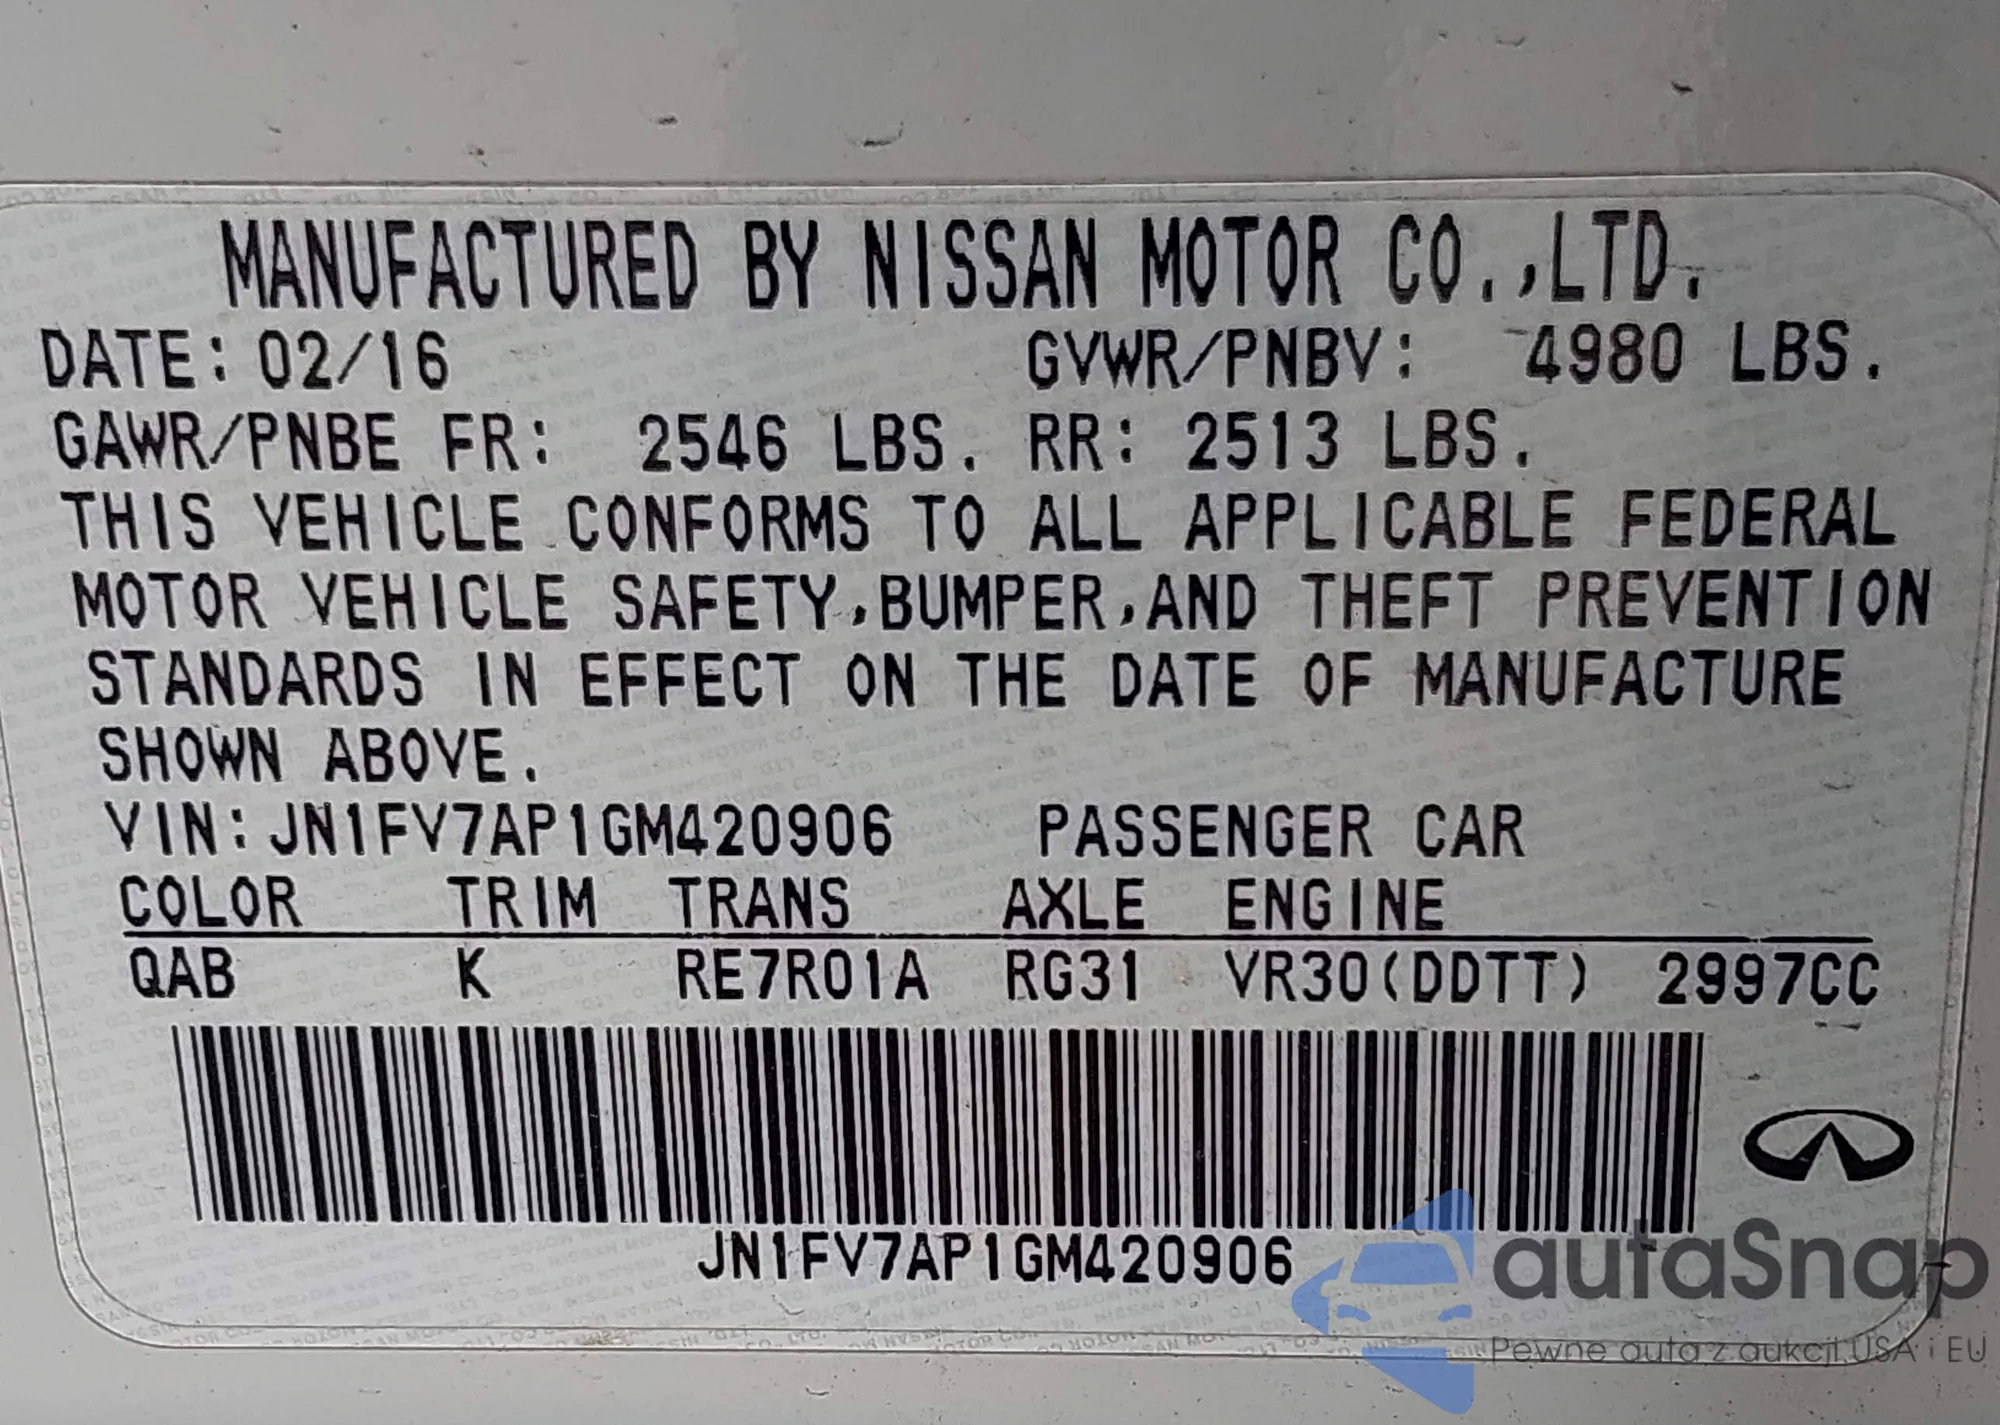 MANUFACTURED BY NISSAN MOTOR CO.,LTD.
DATE: 02/16 GVWR/PNBV: 4980 LBS.
GAWR/PNBE FR: 2546 LBS. RR: 2513 LBS.
THIS VEHICLE CONFORMS TO ALL APPLICABLE FEDERAL
MOTOR VEHICLE SAFETY,BUMPER,AND THEFT PREVENTION
STANDARDS IN EFFECT ON THE DATE OF MANUFACTURE
SHOWN ABOVE.
VIN:JN1FV7AP1GM420906 PASSENGER CAR
COLOR TRIM TRANS AXLE ENGINE
QAB K RE7R01A RG31 VR30(DDTT) 2997CC
JN1FV7AP1GM420906
autaSnap
Pewne auta z aukcji USA i EU